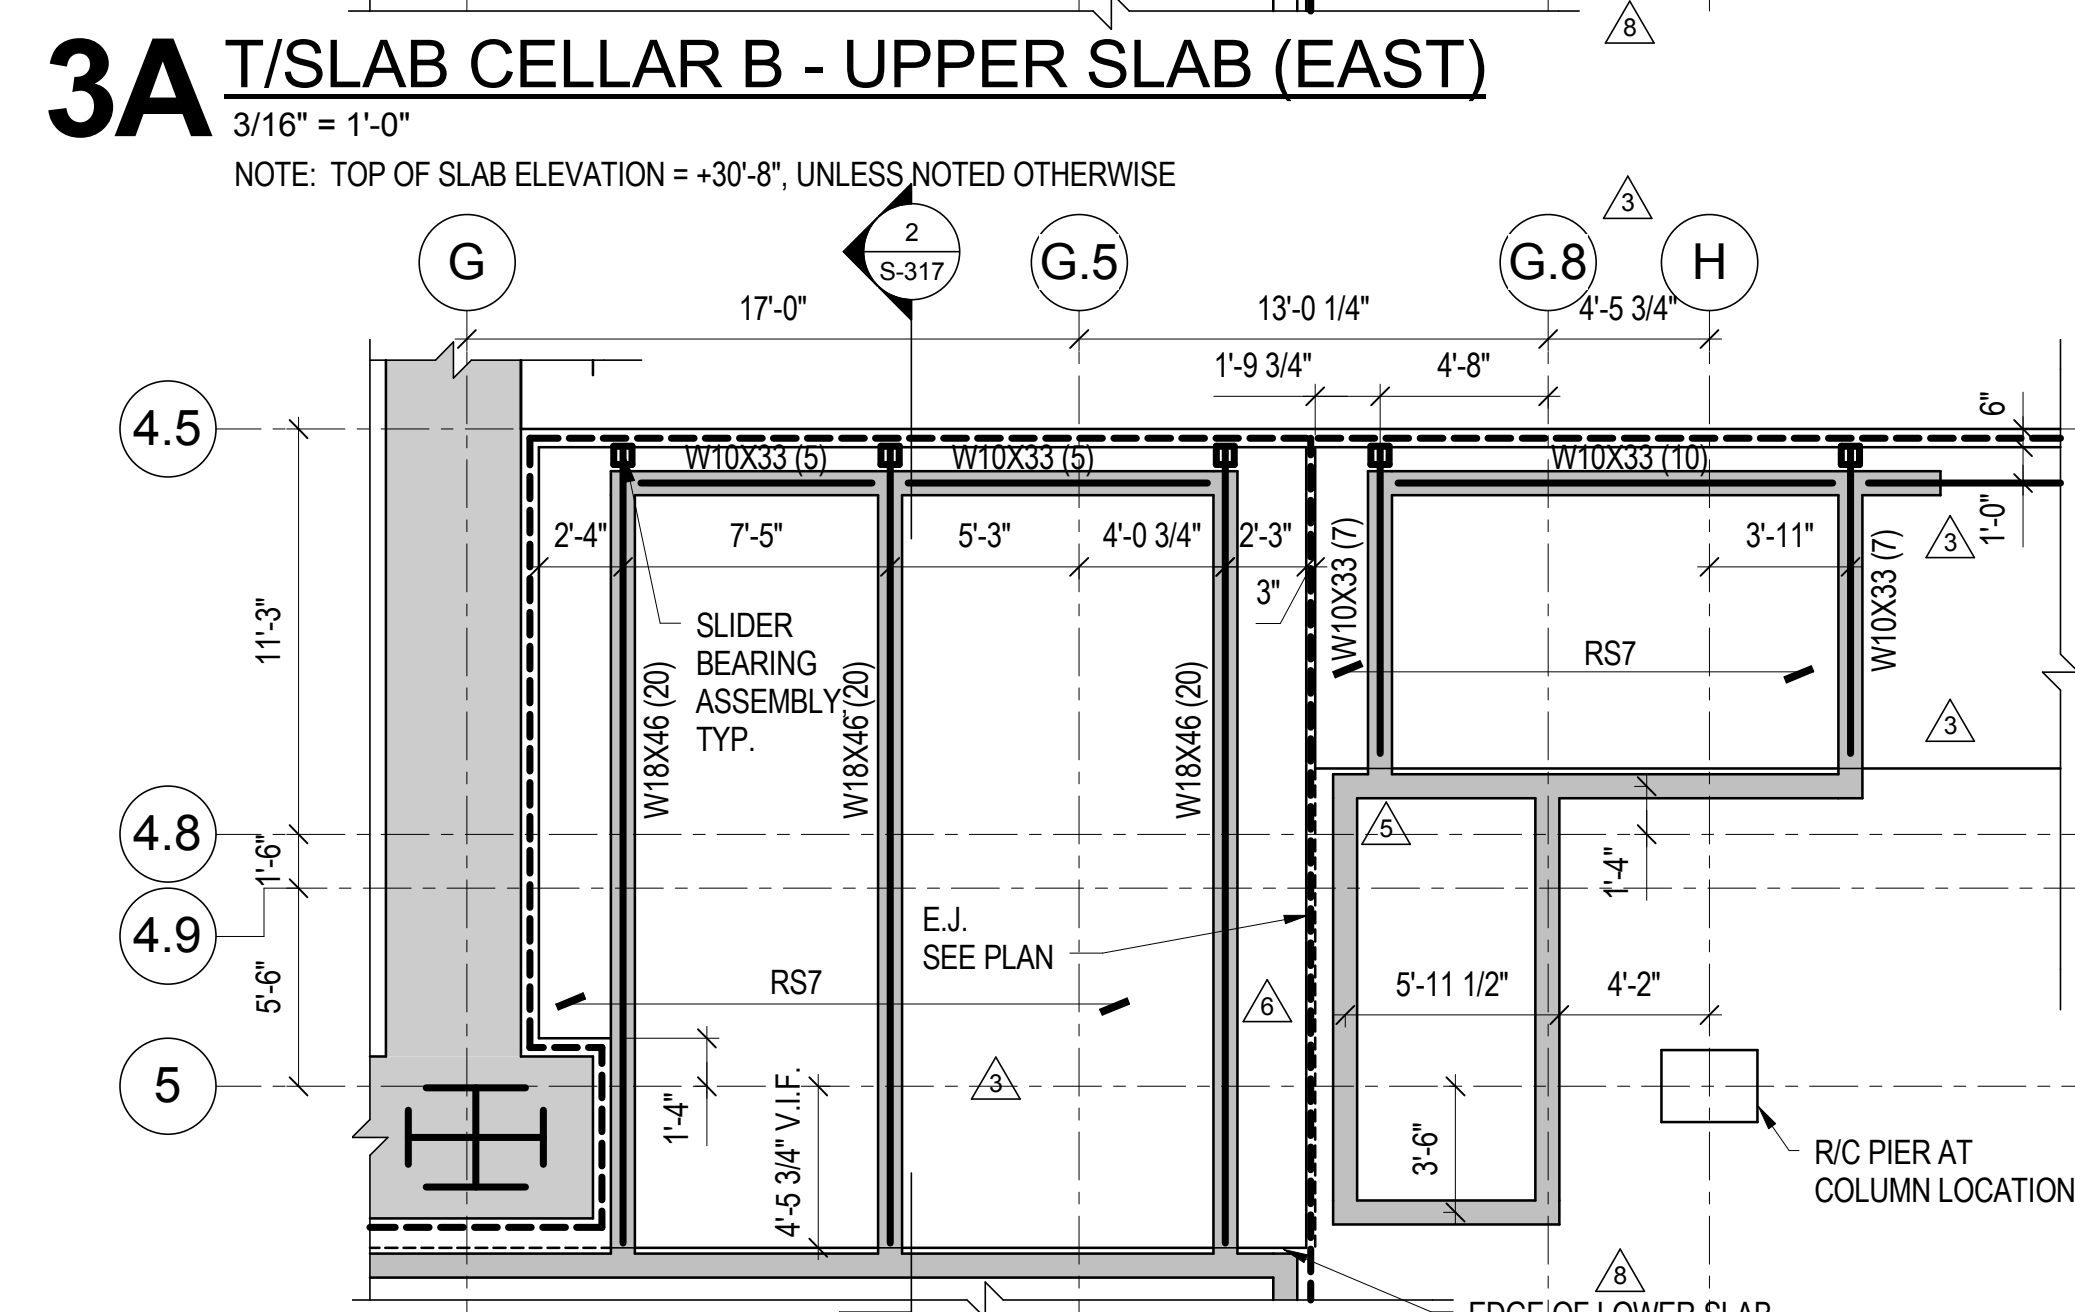 8
3A T/SLAB CELLAR B - UPPER SLAB (EAST)
3/16" = 1'-0"
NOTE: TOP OF SLAB ELEVATION = +30'-8", UNLESS NOTED OTHERWISE
3
G
2
S-317
G.5
G.8
H
17'-0"
13'-0 1/4"
4'-5 3/4"
1'-9 3/4"
4'-8"
6"
4.5
W10X33 (5)
W10X33 (5)
W10X33 (10)
2'-4"
7'-5"
5'-3"
4'-0 3/4"
2'-3"
3'-11"
1'-0"
3
3"
W10X33 (7)
W10X33 (7)
11'-3"
SLIDER
BEARING
ASSEMBLY,
TYP.
RS7
W18X46 (20)
W18X46 (20)
W18X46 (20)
3
4.8
5
1'-6"
1'-4"
4.9
E.J.
SEE PLAN
5'-6"
RS7
6
5'-11 1/2"
4'-2"
5
3
1'-4"
4'-5 3/4" V.I.F.
3'-6"
R/C PIER AT
COLUMN LOCATION
8
EDGE OF LOWER SLAB